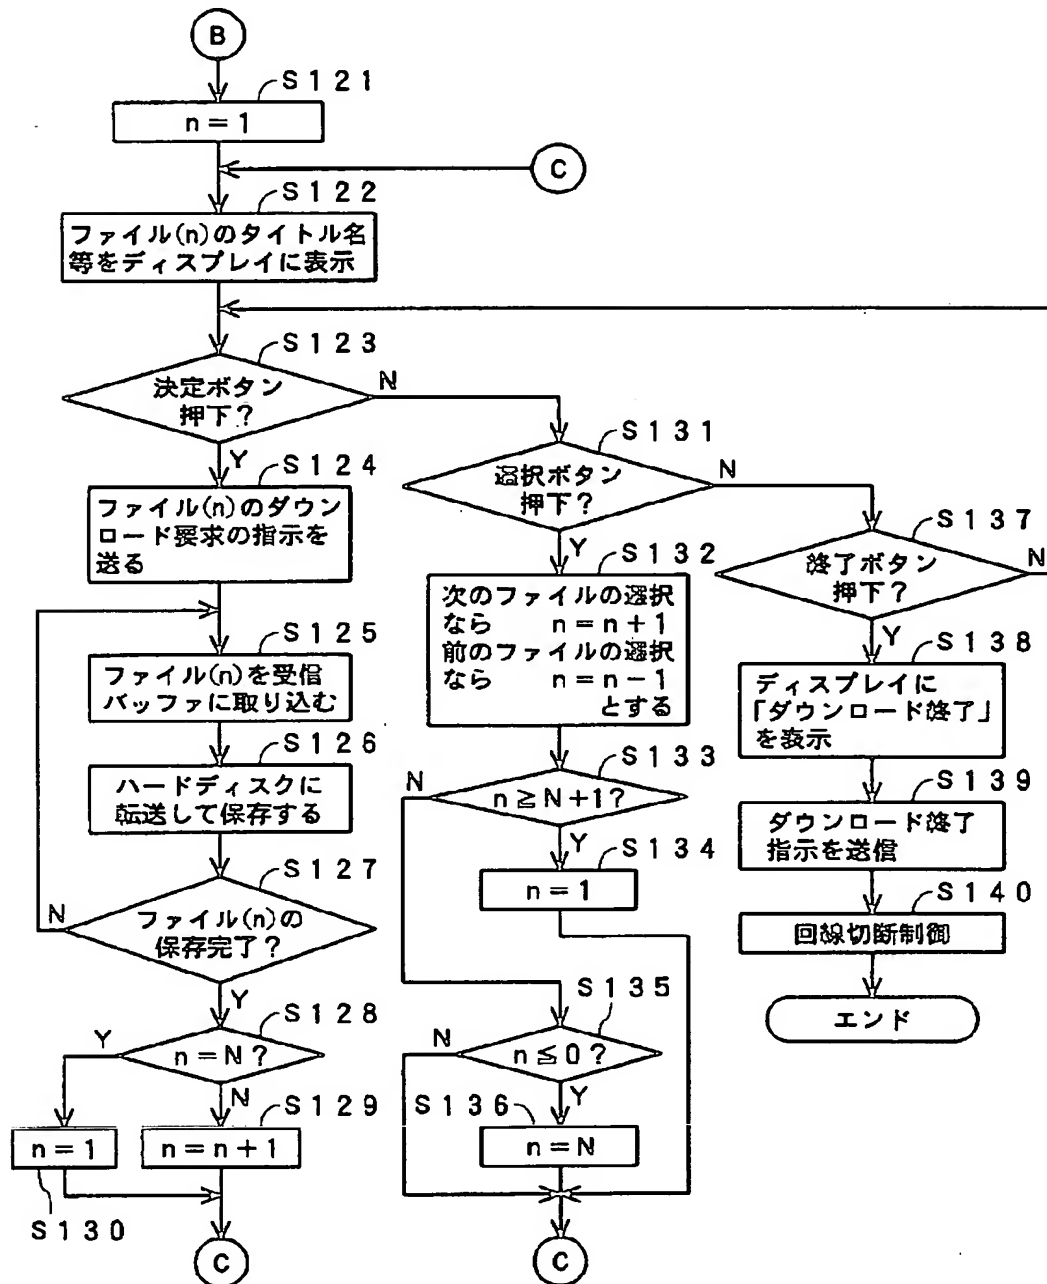 B
S121
n=1
C
S122
ファイル(n)のタイトル名
等をディスプレイに表示
S123
決定ボタン
押下?
N
Y
S124
ファイル(n)のダウン
ロード要求の指示を
送る
S125
ファイル(n)を受信
バッファに取り込む
S126
ハードディスクに
転送して保存する
S127
ファイル(n)の
保存完了?
N
Y
S128
n=N?
Y
N
S129
n=n+1
n=1
S130
C
S131
選択ボタン
押下?
N
Y
S132
次のファイルの選択
なら n=n+1
前のファイルの選択
なら n=n-1
とする
S133
n≧N+1?
N
Y
S134
n=1
S135
n≦0?
N
Y
S136
n=N
C
S137
終了ボタン
押下?
N
Y
S138
ディスプレイに
「ダウンロード終了」
を表示
S139
ダウンロード終了
指示を送信
S140
回線切断制御
エンド